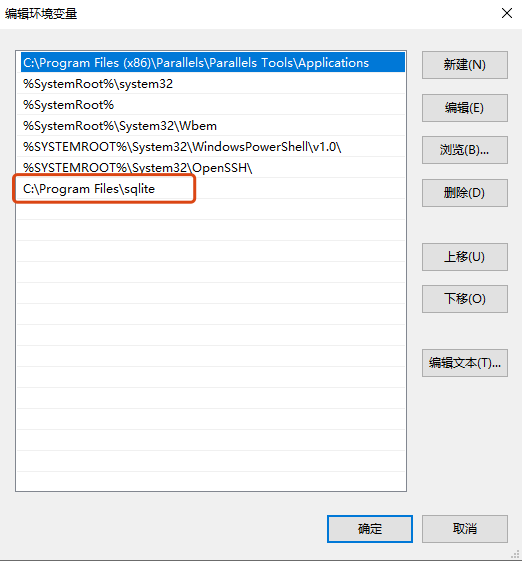 编辑环境变量
C:\Program Files (x86)\Parallels\Parallels Tools\Applications
%SystemRoot%\system32
%SystemRoot%
%SystemRoot%\System32\Wbem
%SYSTEMROOT%\System32\WindowsPowerShell\v1.0\
%SYSTEMROOT%\System32\OpenSSH\
C:\Program Files\sqlite
新建(N)
编辑(E)
浏览(B)...
删除(D)
上移(U)
下移(O)
编辑文本(T)...
确定
取消